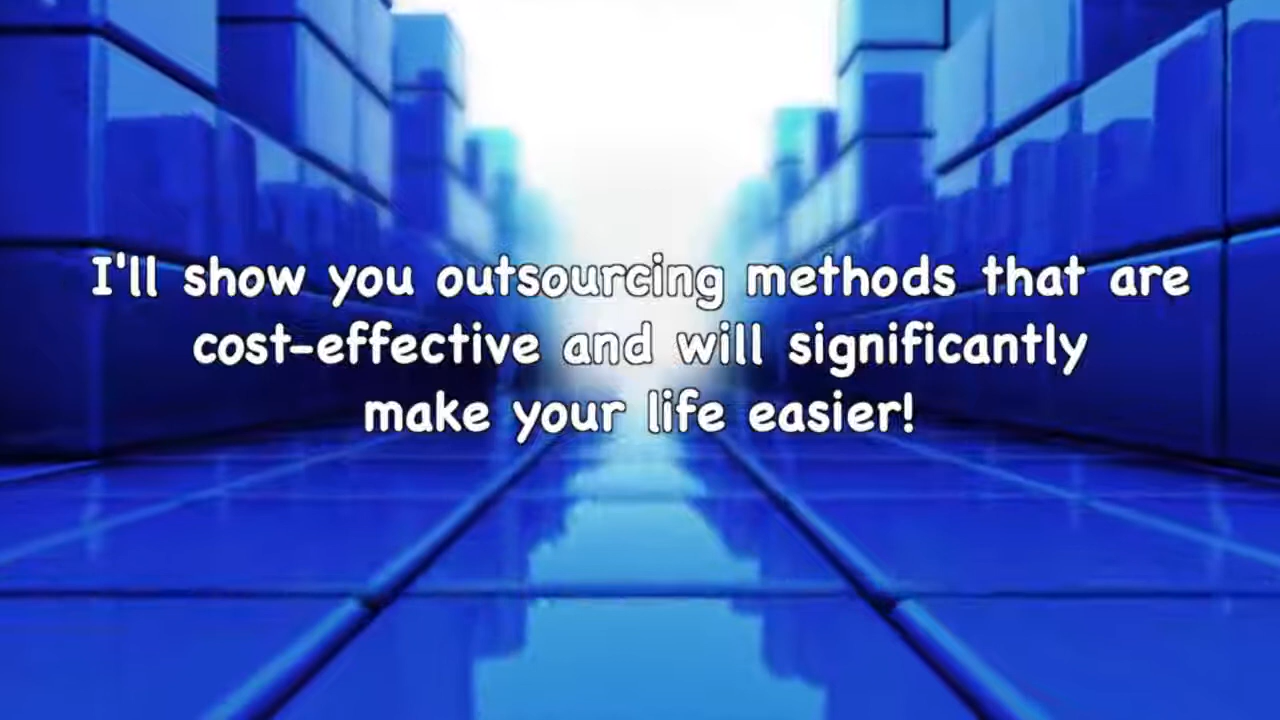 I'll show you outsourcing methods that are
cost-effective and will significantly
make your life easier!